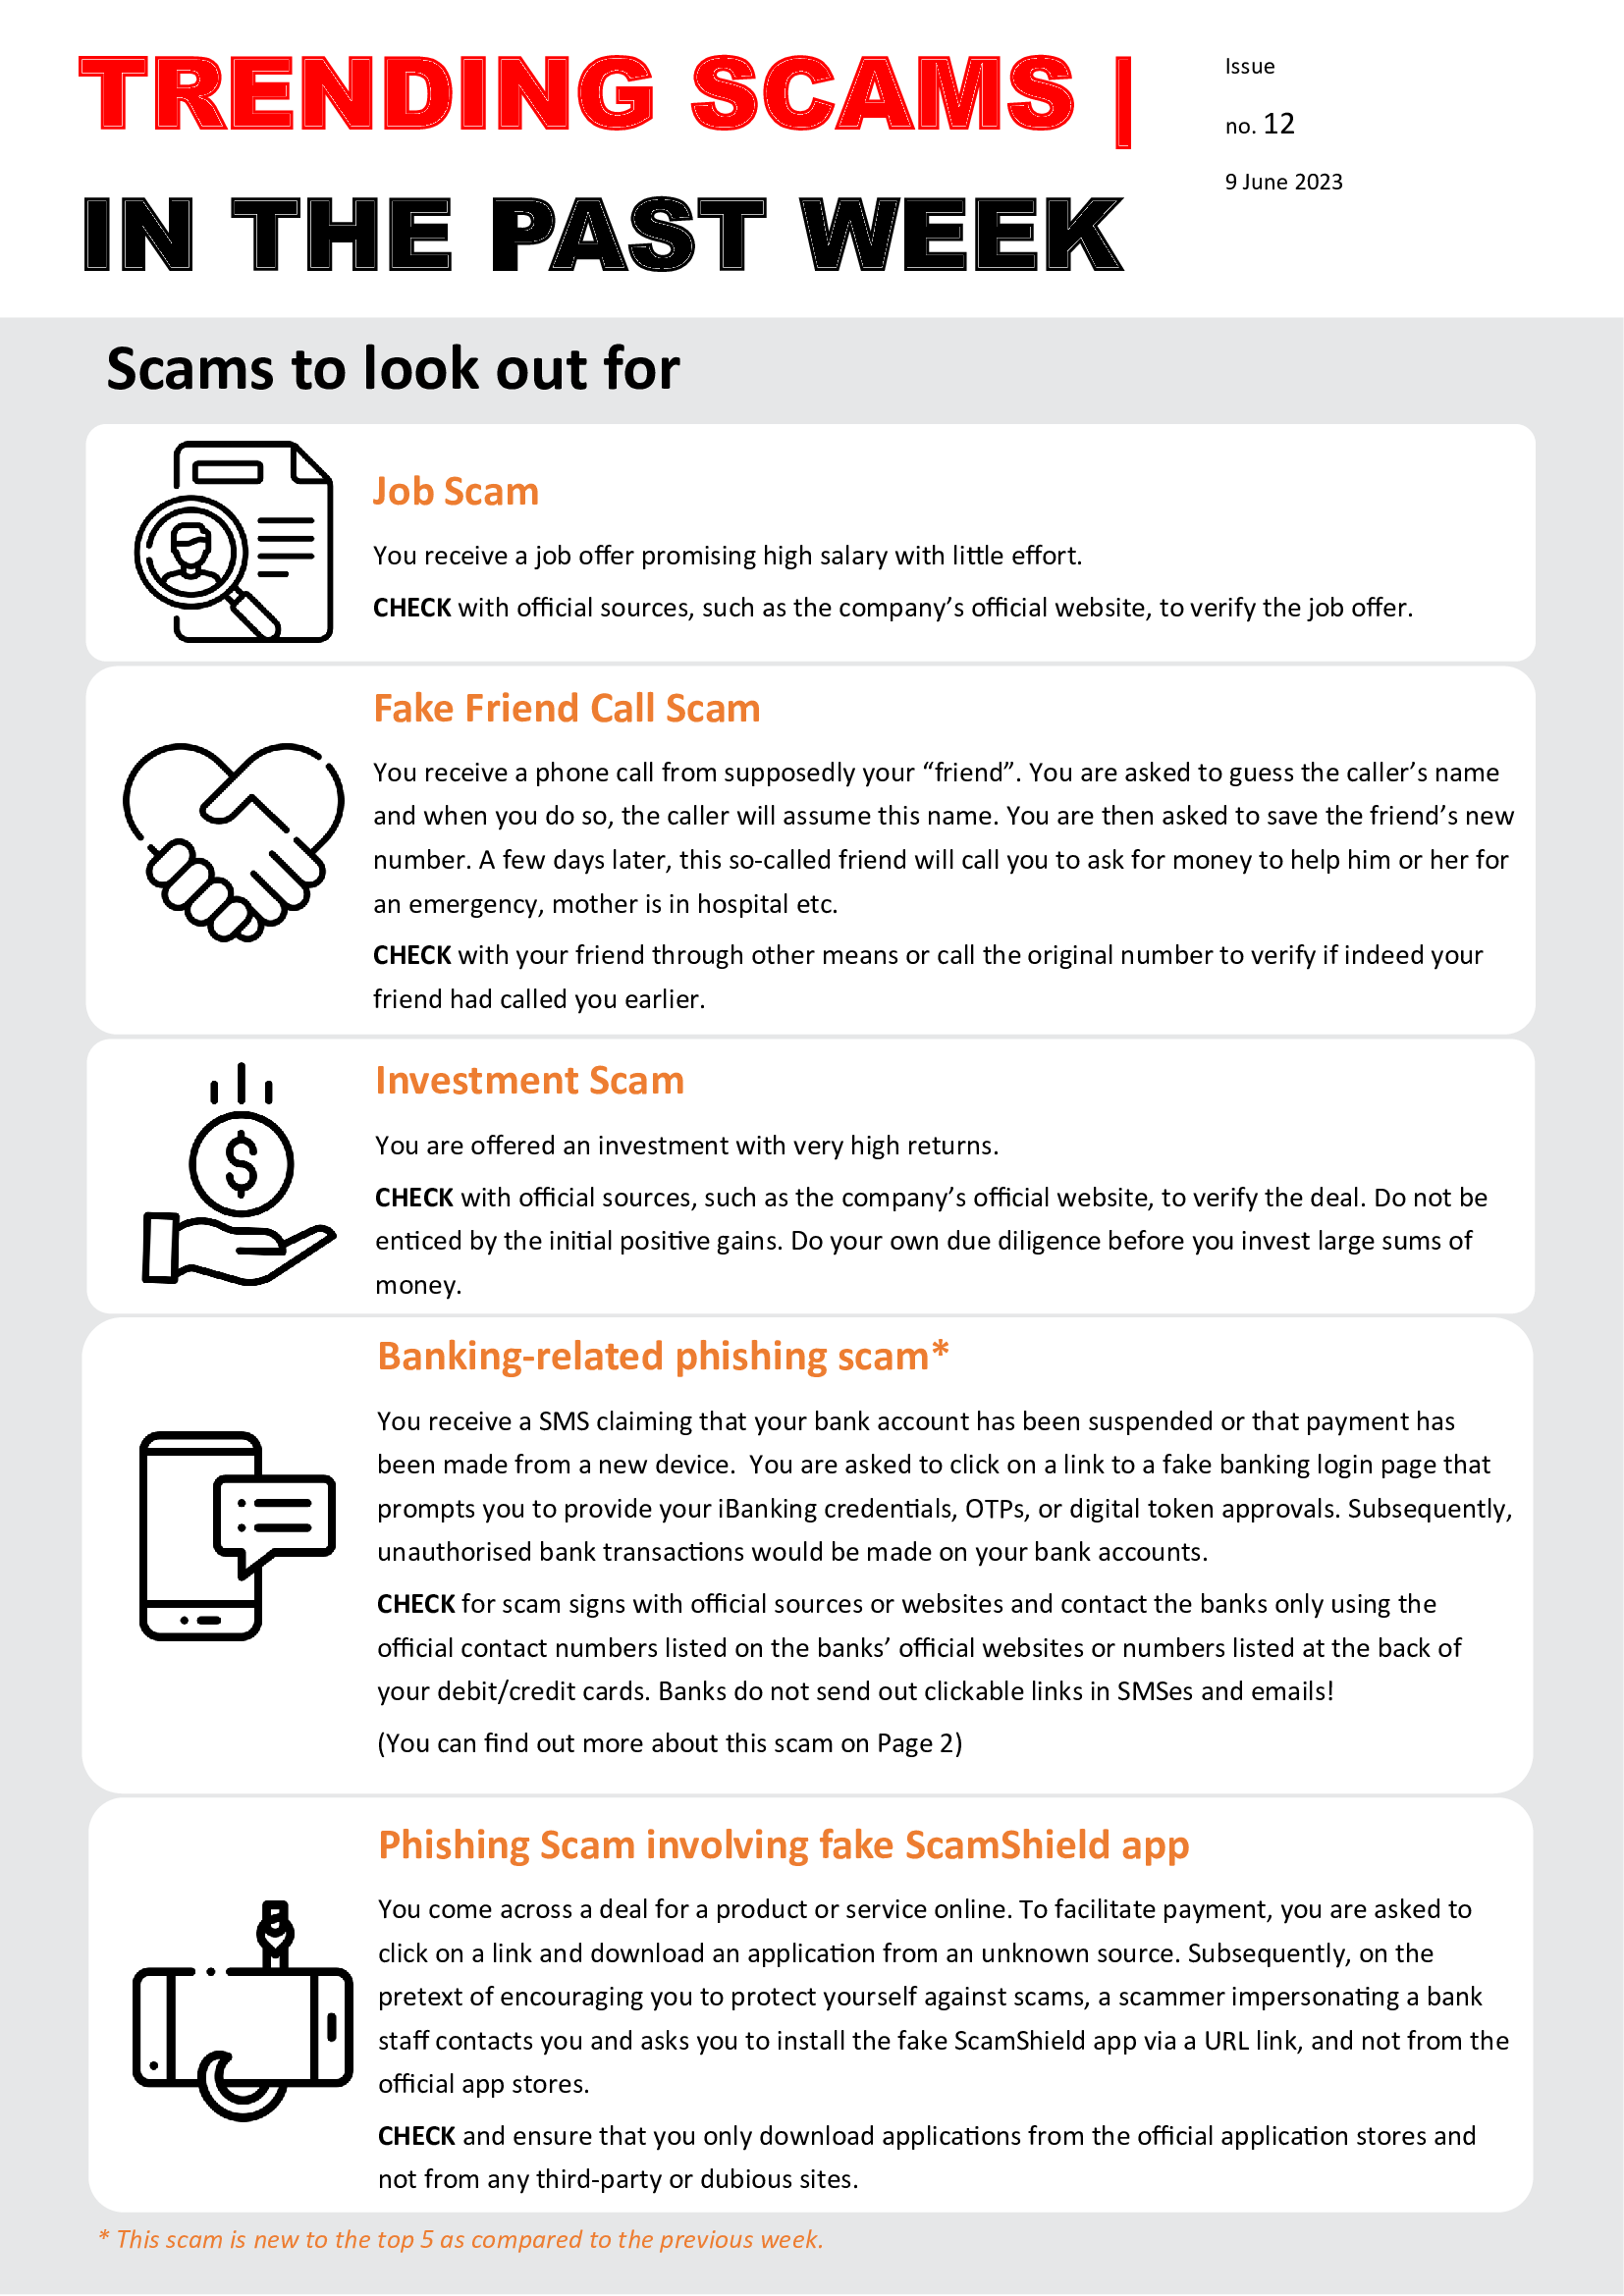 TRENDING SCAMS |
IN THE PAST WEEK
Issue
no. 12
9 June 2023
Scams to look out for
Job Scam
You receive a job offer promising high salary with little effort.
CHECK with official sources, such as the company’s official website, to verify the job offer.
Fake Friend Call Scam
You receive a phone call from supposedly your “friend”. You are asked to guess the caller’s name
and when you do so, the caller will assume this name. You are then asked to save the friend’s new
number. A few days later, this so-called friend will call you to ask for money to help him or her for
an emergency, mother is in hospital etc.
CHECK with your friend through other means or call the original number to verify if indeed your
friend had called you earlier.
Investment Scam
You are offered an investment with very high returns.
CHECK with official sources, such as the company’s official website, to verify the deal. Do not be
enticed by the initial positive gains. Do your own due diligence before you invest large sums of
money.
Banking-related phishing scam*
You receive a SMS claiming that your bank account has been suspended or that payment has
been made from a new device.  You are asked to click on a link to a fake banking login page that
prompts you to provide your iBanking credentials, OTPs, or digital token approvals. Subsequently,
unauthorised bank transactions would be made on your bank accounts.
CHECK for scam signs with official sources or websites and contact the banks only using the
official contact numbers listed on the banks’ official websites or numbers listed at the back of
your debit/credit cards. Banks do not send out clickable links in SMSes and emails!
(You can find out more about this scam on Page 2)
Phishing Scam involving fake ScamShield app
You come across a deal for a product or service online. To facilitate payment, you are asked to
click on a link and download an application from an unknown source. Subsequently, on the
pretext of encouraging you to protect yourself against scams, a scammer impersonating a bank
staff contacts you and asks you to install the fake ScamShield app via a URL link, and not from the
official app stores.
CHECK and ensure that you only download applications from the official application stores and
not from any third-party or dubious sites.
* This scam is new to the top 5 as compared to the previous week.